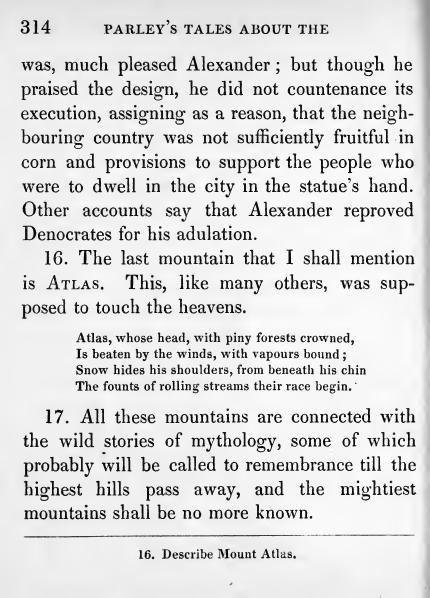 314 PARLEY'S TALES ABOUT THE
was, much pleased Alexander; but though he
praised the design, he did not countenance its
execution, assigning as a reason, that the neigh-
bouring country was not sufficiently fruitful in
corn and provisions to support the people who
were to dwell in the city in the statue's hand.
Other accounts say that Alexander reproved
Denocrates for his adulation.
16. The last mountain that I shall mention
is ATLAS. This, like many others, was sup-
posed to touch the heavens.
Atlas, whose head, with piny forests crowned,
Is beaten by the winds, with vapours bound;
Snow hides his shoulders, from beneath his chin
The founts of rolling streams their race begin.
17. All these mountains are connected with
the wild stories of mythology, some of which
probably will be called to remembrance till the
highest hills pass away, and the mightiest
mountains shall be no more known.
16. Describe Mount Atlas.